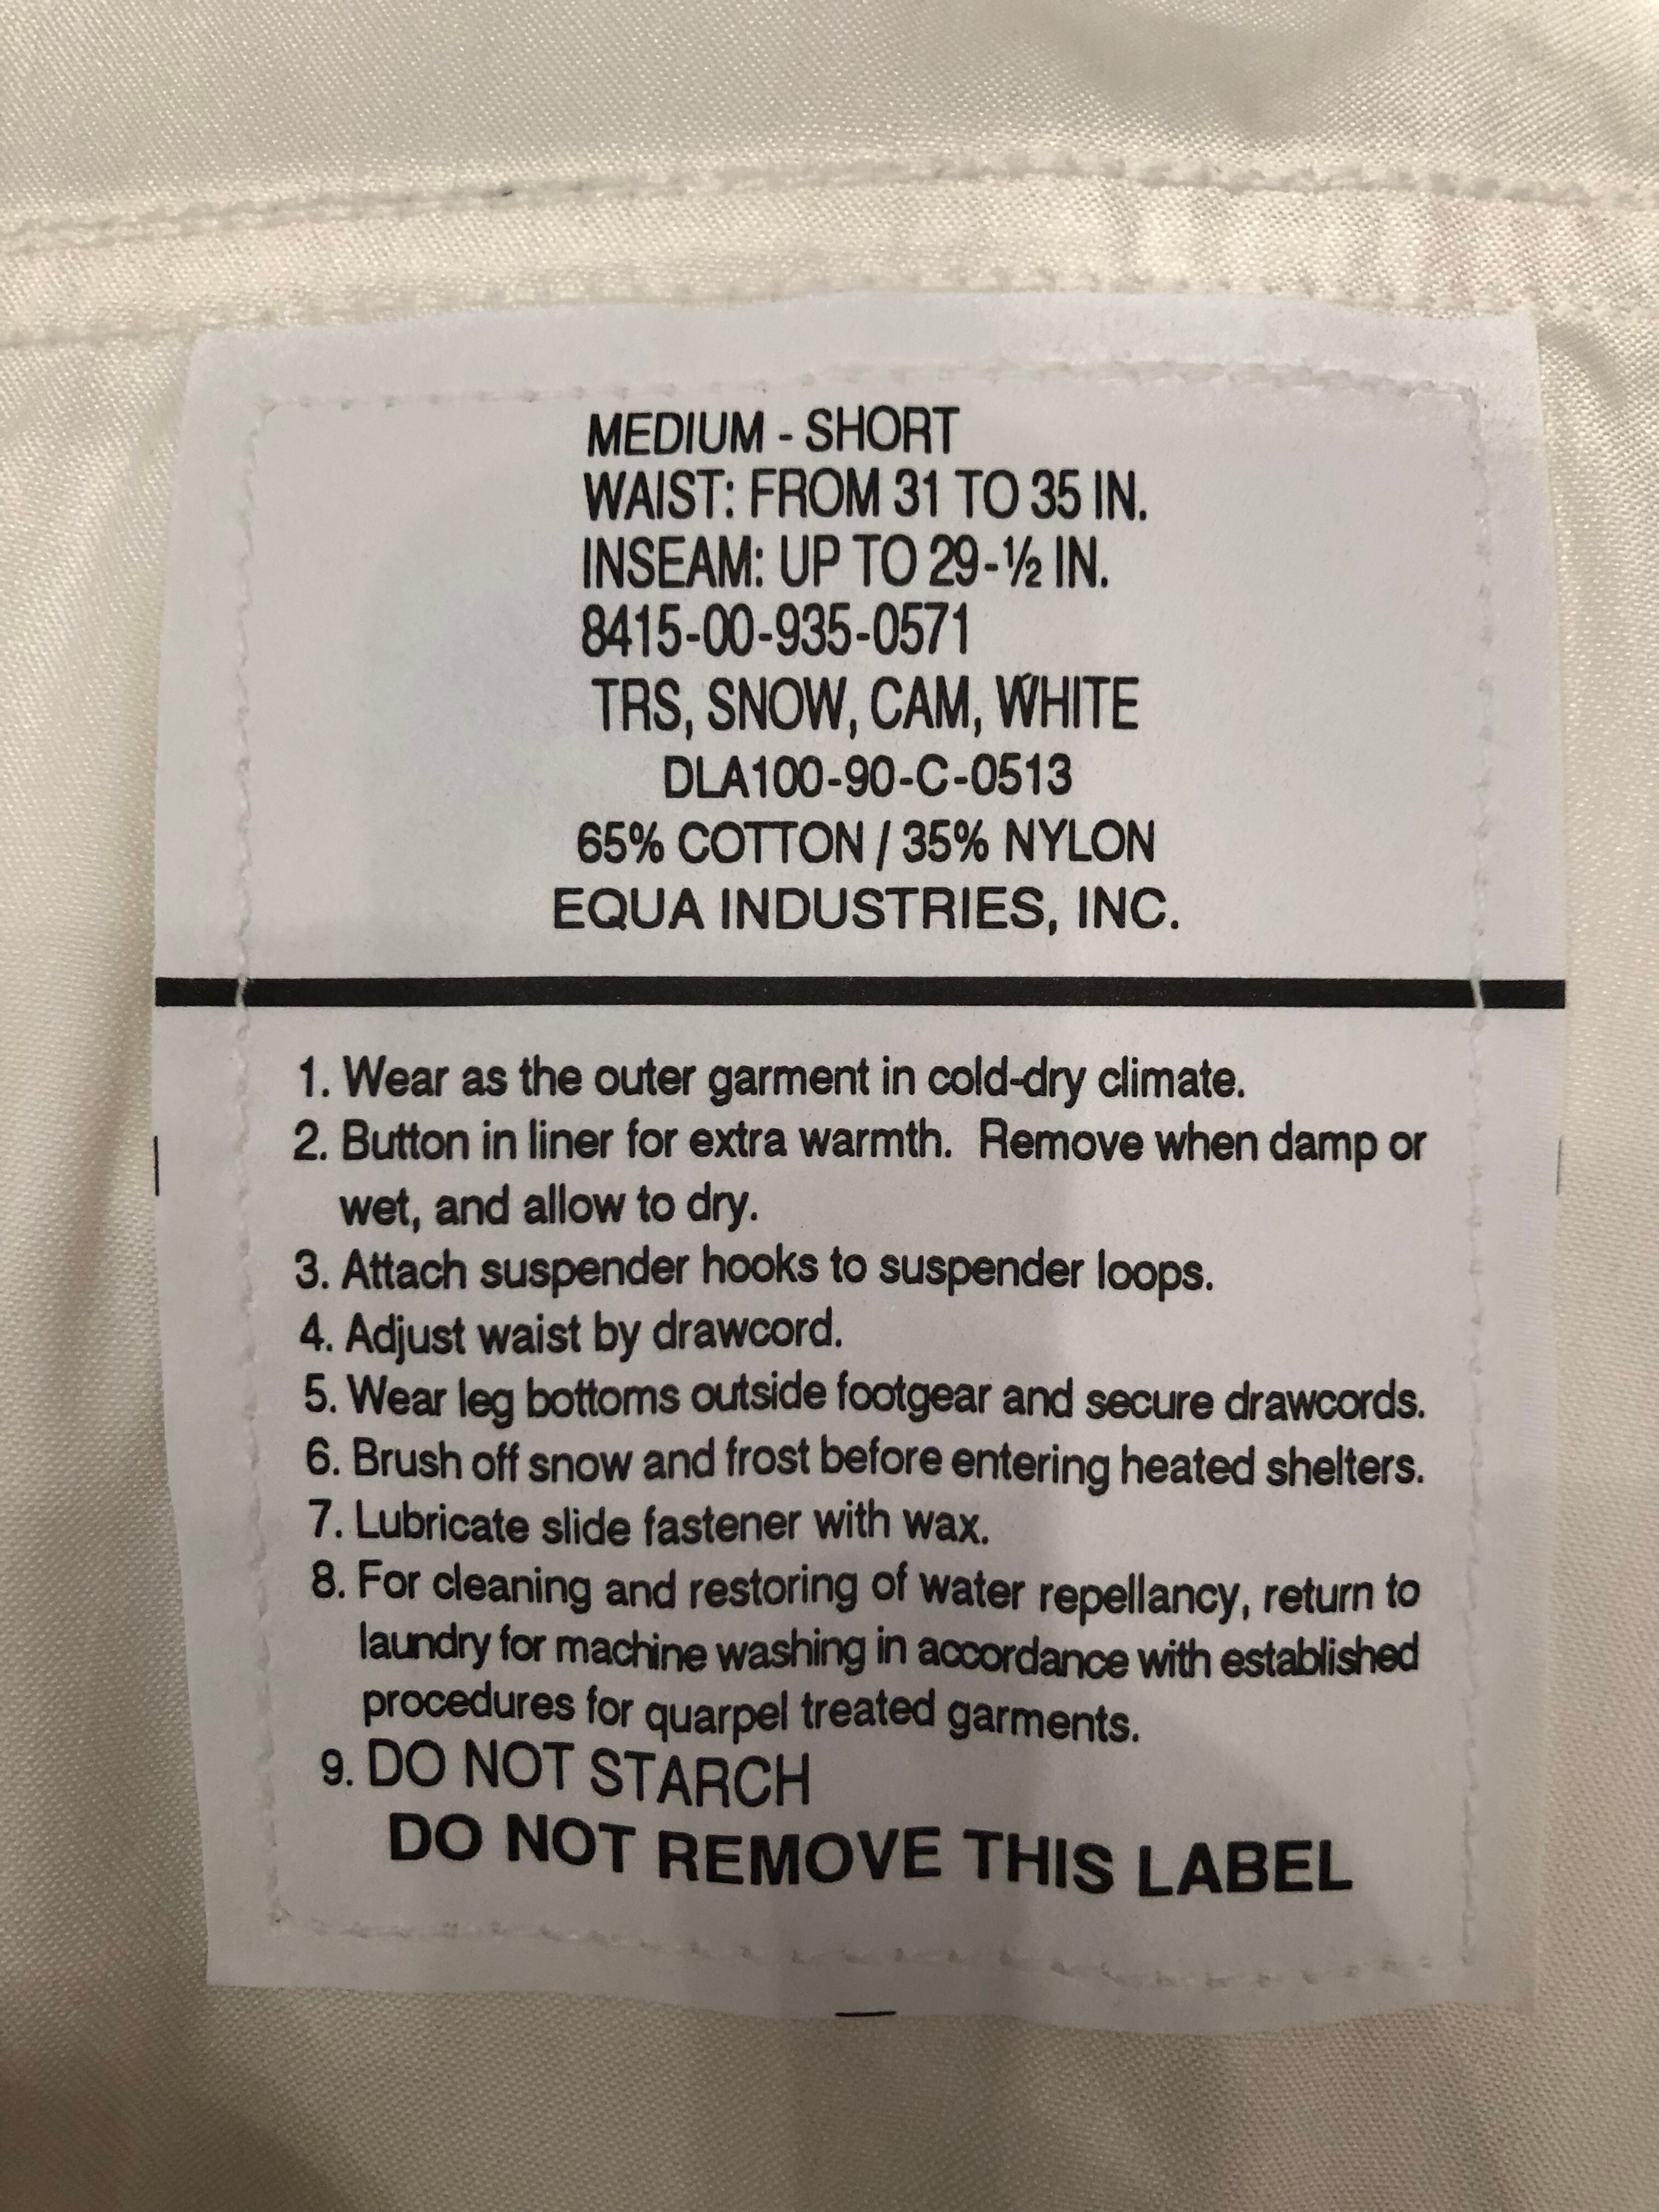 MEDIUM - SHORT
WAIST: FROM 31 TO 35 IN.
INSEAM: UP TO 29-½ IN.
8415-00-935-0571
TRS, SNOW, CAM, WHITE
DLA100-90-C-0513
65% COTTON / 35% NYLON
EQUA INDUSTRIES, INC.
1. Wear as the outer garment in cold-dry climate.
2. Button in liner for extra warmth. Remove when damp or
wet, and allow to dry.
3. Attach suspender hooks to suspender loops.
4. Adjust waist by drawcord.
5. Wear leg bottoms outside footgear and secure drawcords.
6. Brush off snow and frost before entering heated shelters.
7. Lubricate slide fastener with wax.
8. For cleaning and restoring of water repellancy, return to
laundry for machine washing in accordance with established
procedures for quarpel treated garments.
9. DO NOT STARCH
DO NOT REMOVE THIS LABEL